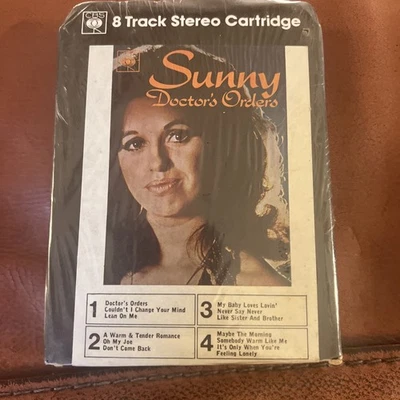 CBS
8 Track Stereo Cartridge
CBS
Sunny
Doctor's Orders
1
Doctor's Orders
Couldn't I Change Your Mind
Lean On Me
2
A Warm & Tender Romance
Oh My Joe
Don't Come Back
3
My Baby Loves Lovin'
Never Say Never
Like Sister And Brother
4
Maybe The Morning
Somebody Warm Like Me
It's Only When You're
Feeling Lonely